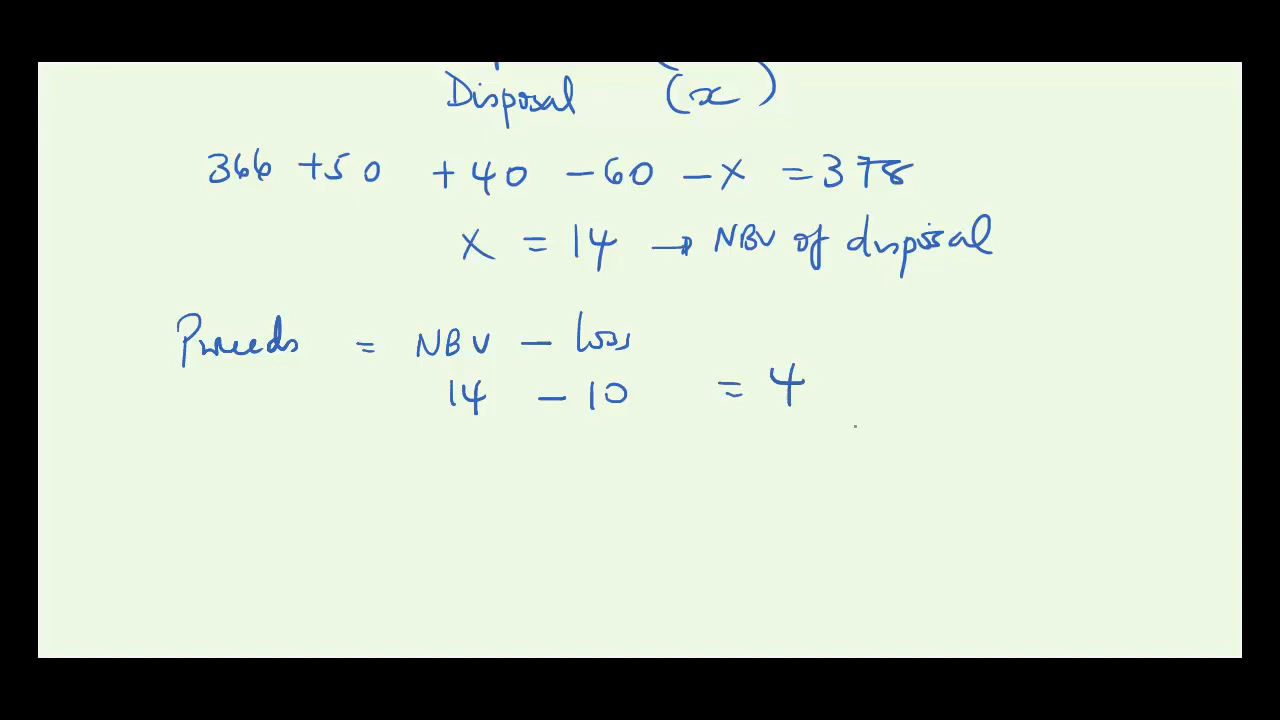 Disposal (x)
366 +50 +40 -60 -x =378
x = 14 → NBV of disposal
Proceeds = NBV - loss
14 - 10 = 4